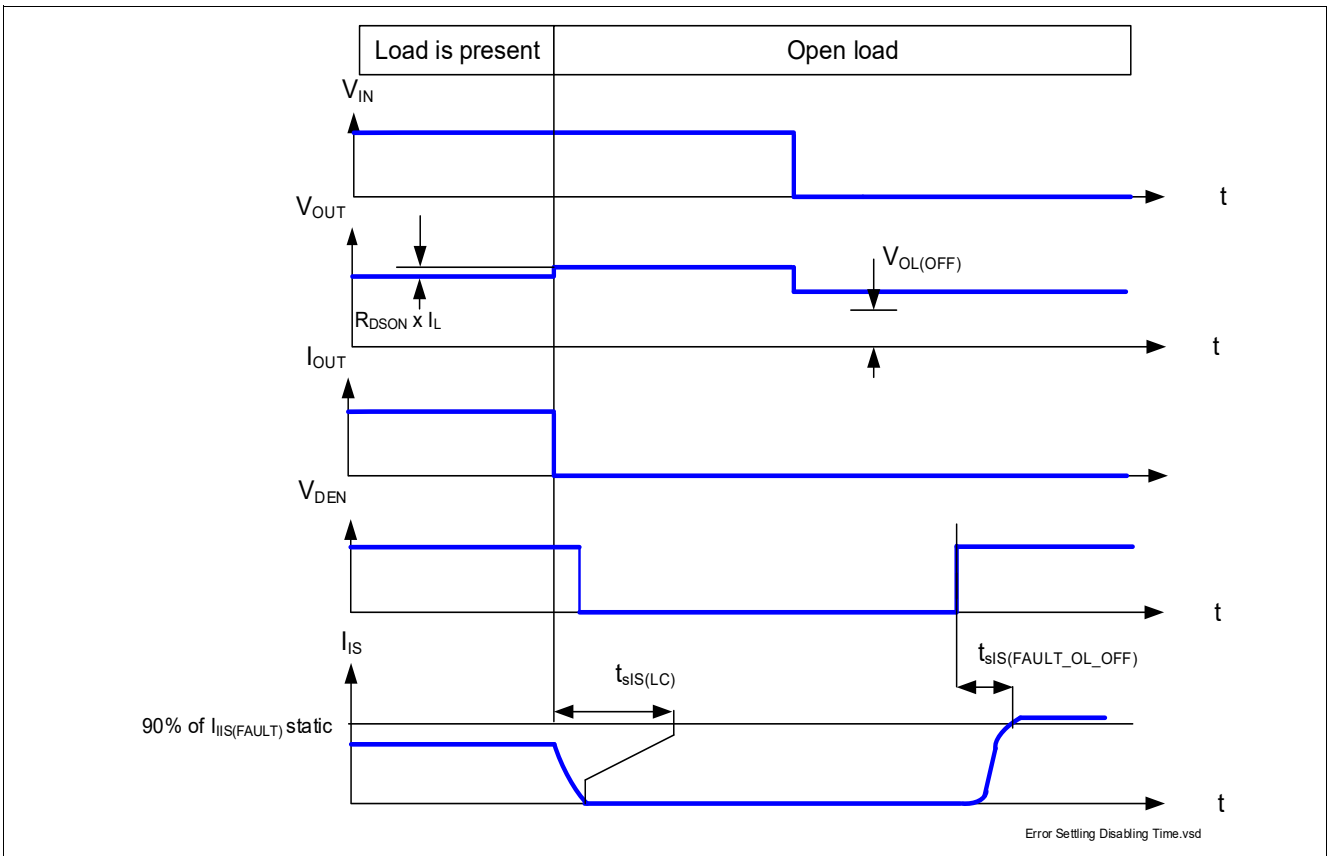 Load is present
Open load
VIN
t
VOUT
VOL(OFF)
RDSON x IL
t
IOUT
VDEN
t
IIS
tsIS(LC)
tsIS(FAULT_OL_OFF)
90% of IIIS(FAULT) static
t
Error Settling Disabling Time.vsd